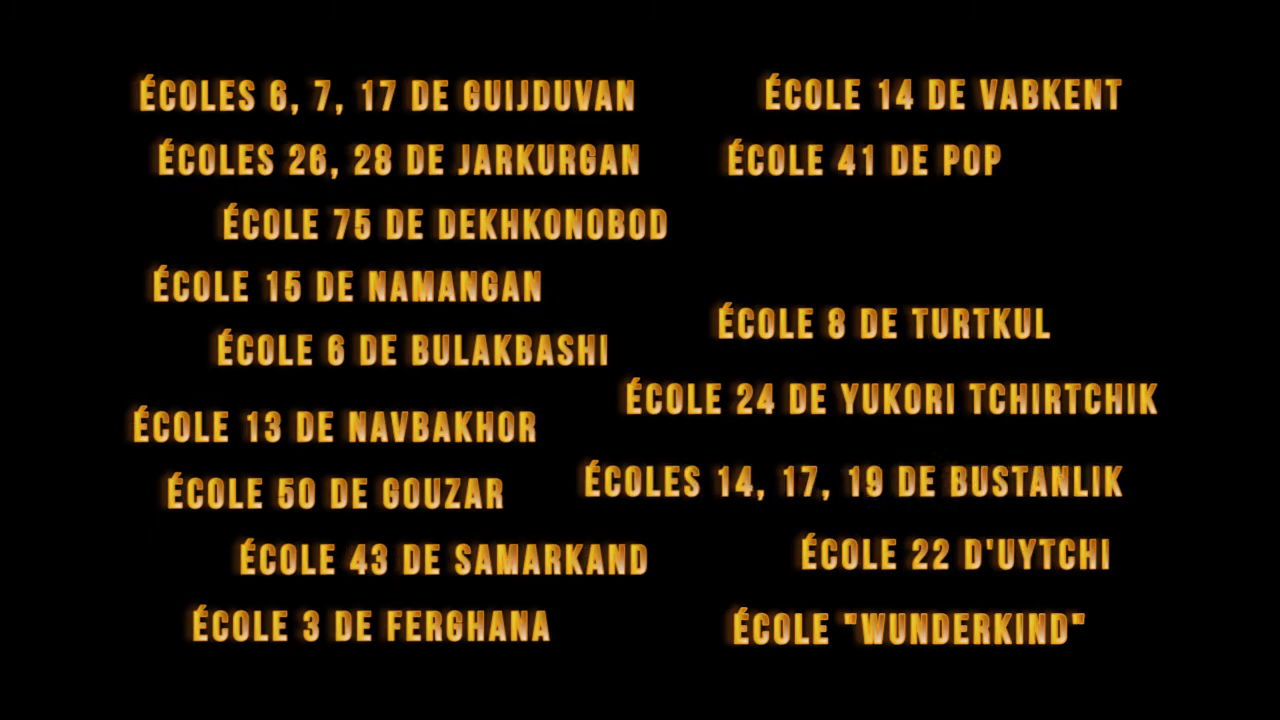 ÉCOLES 6, 7, 17 DE GUIJDUVAN
ÉCOLES 26, 28 DE JARKURGAN
ÉCOLE 75 DE DEKHKONOBOD
ÉCOLE 15 DE NAMANGAN
ÉCOLE 6 DE BULAKBASHI
ÉCOLE 13 DE NAVBAKHOR
ÉCOLE 50 DE GOUZAR
ÉCOLE 43 DE SAMARKAND
ÉCOLE 3 DE FERGHANA
ÉCOLE 14 DE VABKENT
ÉCOLE 41 DE POP
ÉCOLE 8 DE TURTKUL
ÉCOLE 24 DE YUKORI TCHIRTCHIK
ÉCOLES 14, 17, 19 DE BUSTANLIK
ÉCOLE 22 D'UYTCHI
ÉCOLE "WUNDERKIND"